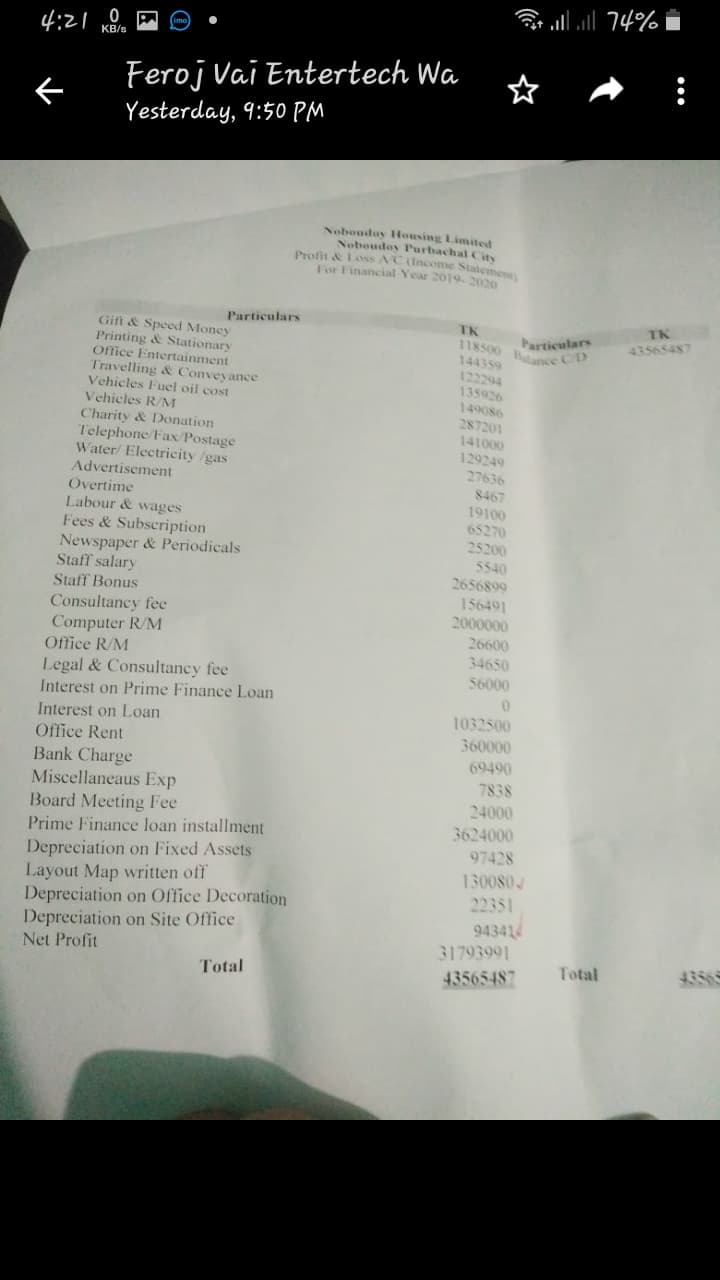 4:21 0 KB/s imo 74%
Feroj Vai Entertech Wa
Yesterday, 9:50 PM
Nobouday Housing Limited
Nobouday Purbachal City
Profit & Loss A/C (Income Statement)
For Financial Year 2019- 2020
Particulars TK Particulars TK
Gift & Speed Money 118500 Balance C/D 43565487
Printing & Stationary 144359
Office Entertainment 122294
Travelling & Conveyance 135926
Vehicles Fuel oil cost 149086
Vehicles R/M 287201
Charity & Donation 141000
Telephone/Fax/Postage 129249
Water/ Electricity /gas 27636
Advertisement 8467
Overtime 19100
Labour & wages 65270
Fees & Subscription 25200
Newspaper & Periodicals 5540
Staff salary 2656899
Staff Bonus 156491
Consultancy fee 2000000
Computer R/M 26600
Office R/M 34650
Legal & Consultancy fee 56000
Interest on Prime Finance Loan 0
Interest on Loan 1032500
Office Rent 360000
Bank Charge 69490
Miscellaneaus Exp 7838
Board Meeting Fee 24000
Prime Finance loan installment 3624000
Depreciation on Fixed Assets 97428
Layout Map written off 130080
Depreciation on Office Decoration 22351
Depreciation on Site Office 94341
Net Profit 31793991
Total 43565487 Total 43565